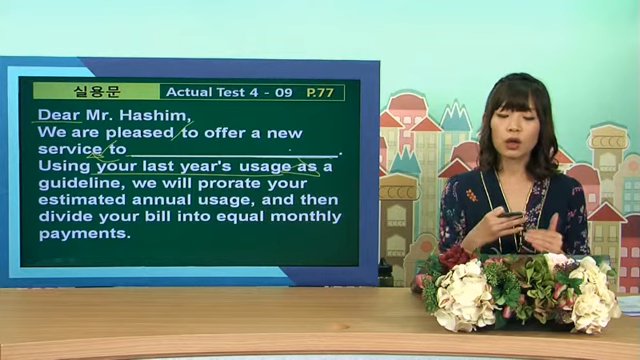 실용문 Actual Test 4 - 09 P.77
Dear Mr. Hashim,
We are pleased to offer a new
service to ____________________.
Using your last year's usage as a
guideline, we will prorate your
estimated annual usage, and then
divide your bill into equal monthly
payments.